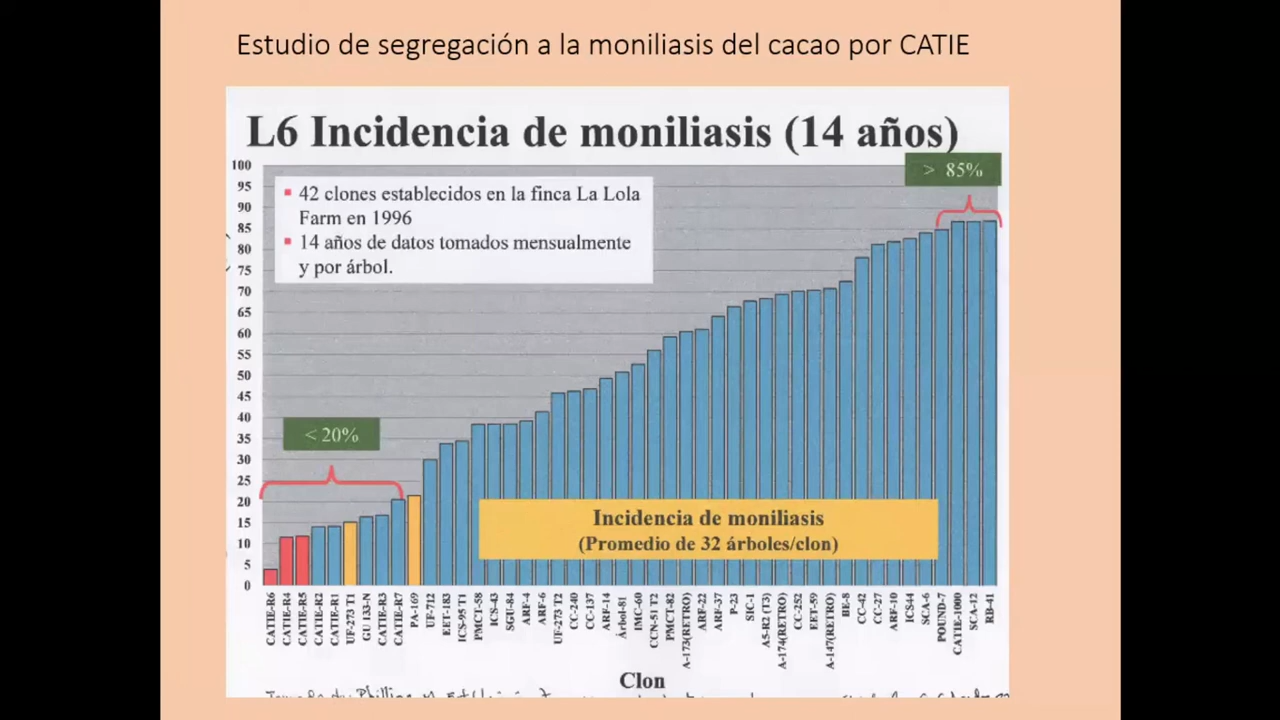 Estudio de segregación a la moniliasis del cacao por CATIE
L6 Incidencia de moniliasis (14 años)
100
95
90
85
80
75
70
65
60
55
50
45
40
35
30
25
20
15
10
5
0
> 85%
▪ 42 clones establecidos en la finca La Lola
Farm en 1996
▪ 14 años de datos tomados mensualmente
y por árbol.
< 20%
Incidencia de moniliasis
(Promedio de 32 árboles/clon)
CATIE-R6
CATIE-R4
CATIE-R5
CATIE-R2
CATIE-R1
UF-273 T1
GU 133-N
CATIE-R3
CATIE-R7
PA-169
UF-712
EET-183
ICS-95 T1
PMCT-58
ICS-43
SGU-84
ARF-4
ARF-6
UF-273 T2
CC-240
CC-137
ARF-14
Árbol-81
IMC-60
CCN-51 T2
PMCT-82
A-173(RETRO)
ARF-22
ARF-37
P-23
SIC-1
A5-R2 (T3)
A-174(RETRO)
CC-252
EET-59
A-147(RETRO)
BE-8
CC-42
CC-27
ARF-10
ICS44
SCA-6
POUND-7
CATIE-1000
SCA-12
RB-41
Clon